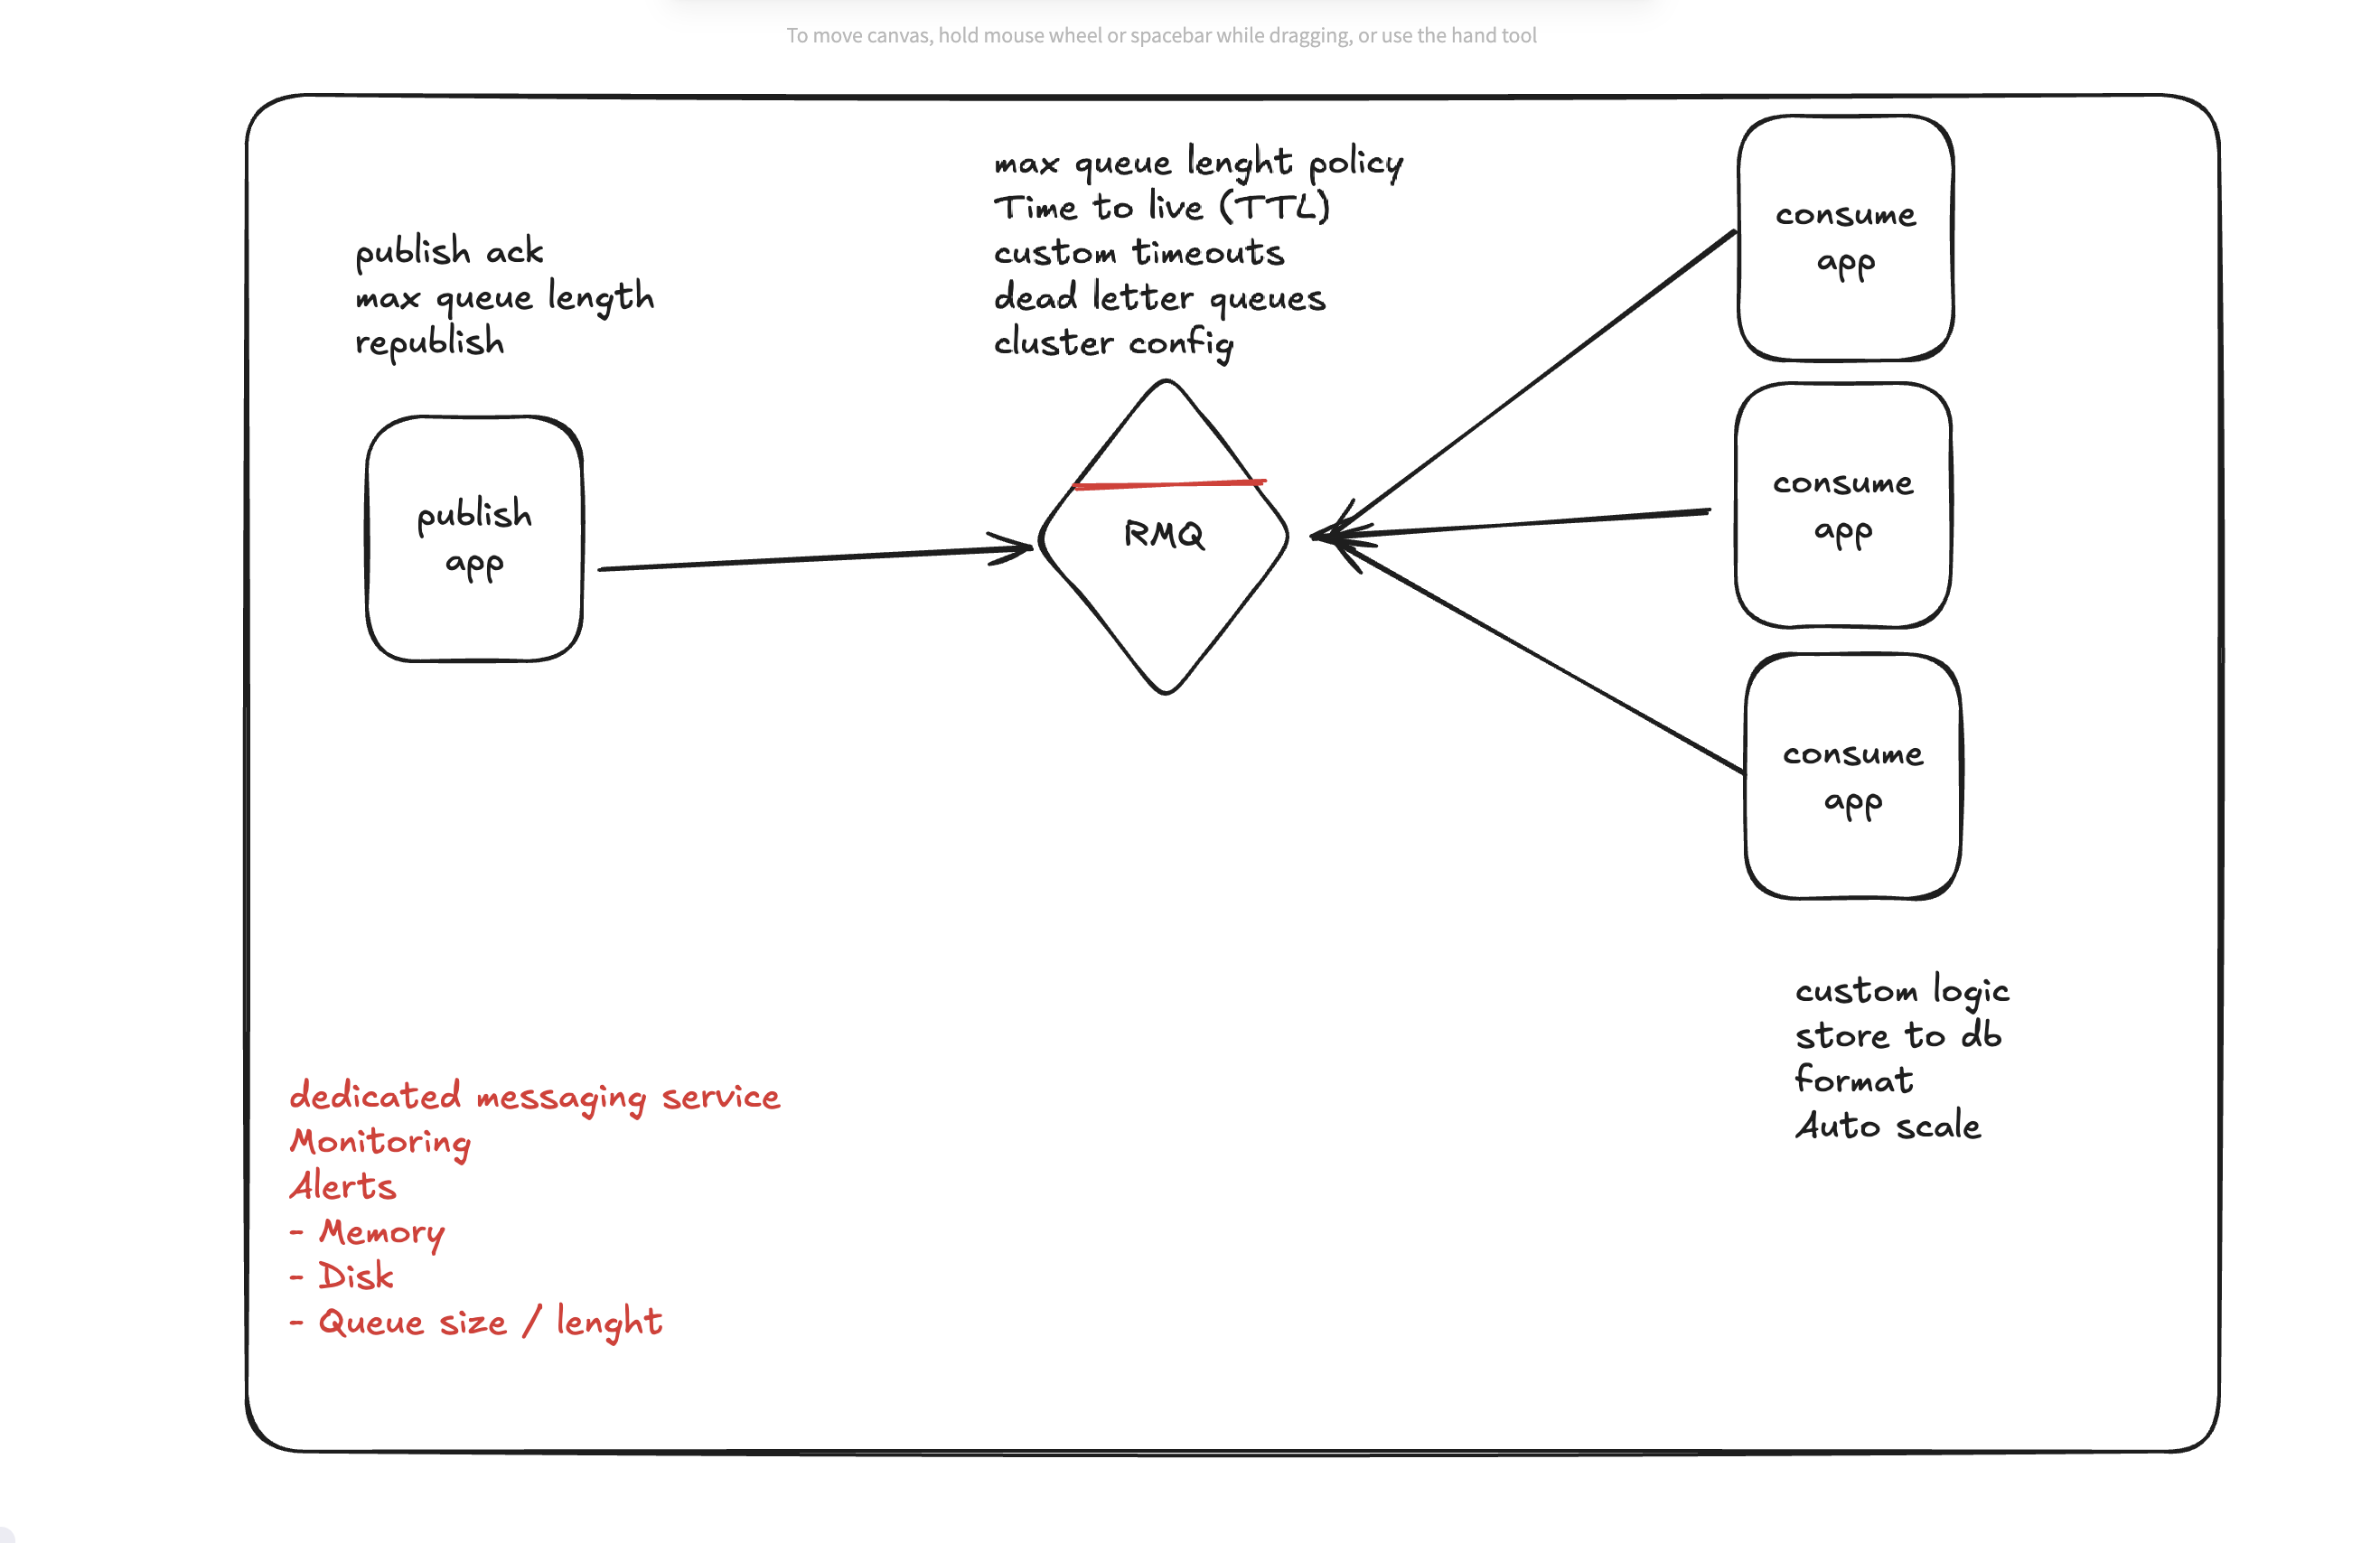 To move canvas, hold mouse wheel or spacebar while dragging, or use the hand tool
publish ack
max queue length
republish
publish
app
max queue lenght policy
Time to live (TTL)
custom timeouts
dead letter queues
cluster config
RMQ
consume
app
consume
app
consume
app
custom logic
store to db
format
Auto scale
dedicated messaging service
Monitoring
Alerts
- Memory
- Disk
- Queue size / lenght